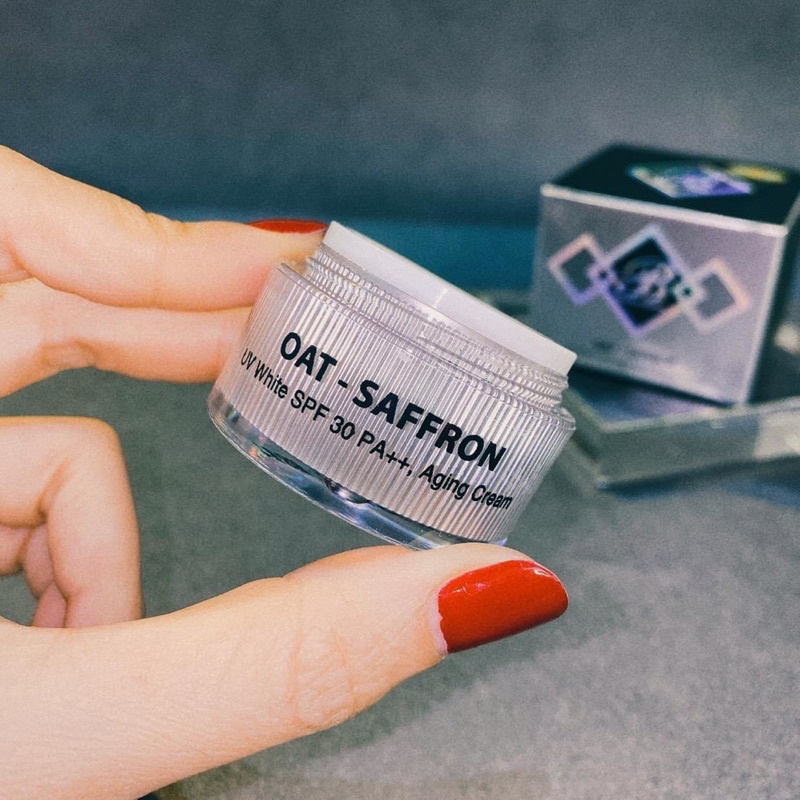 OAT - SAFFRON
UV White SPF 30 PA++, Aging Cream